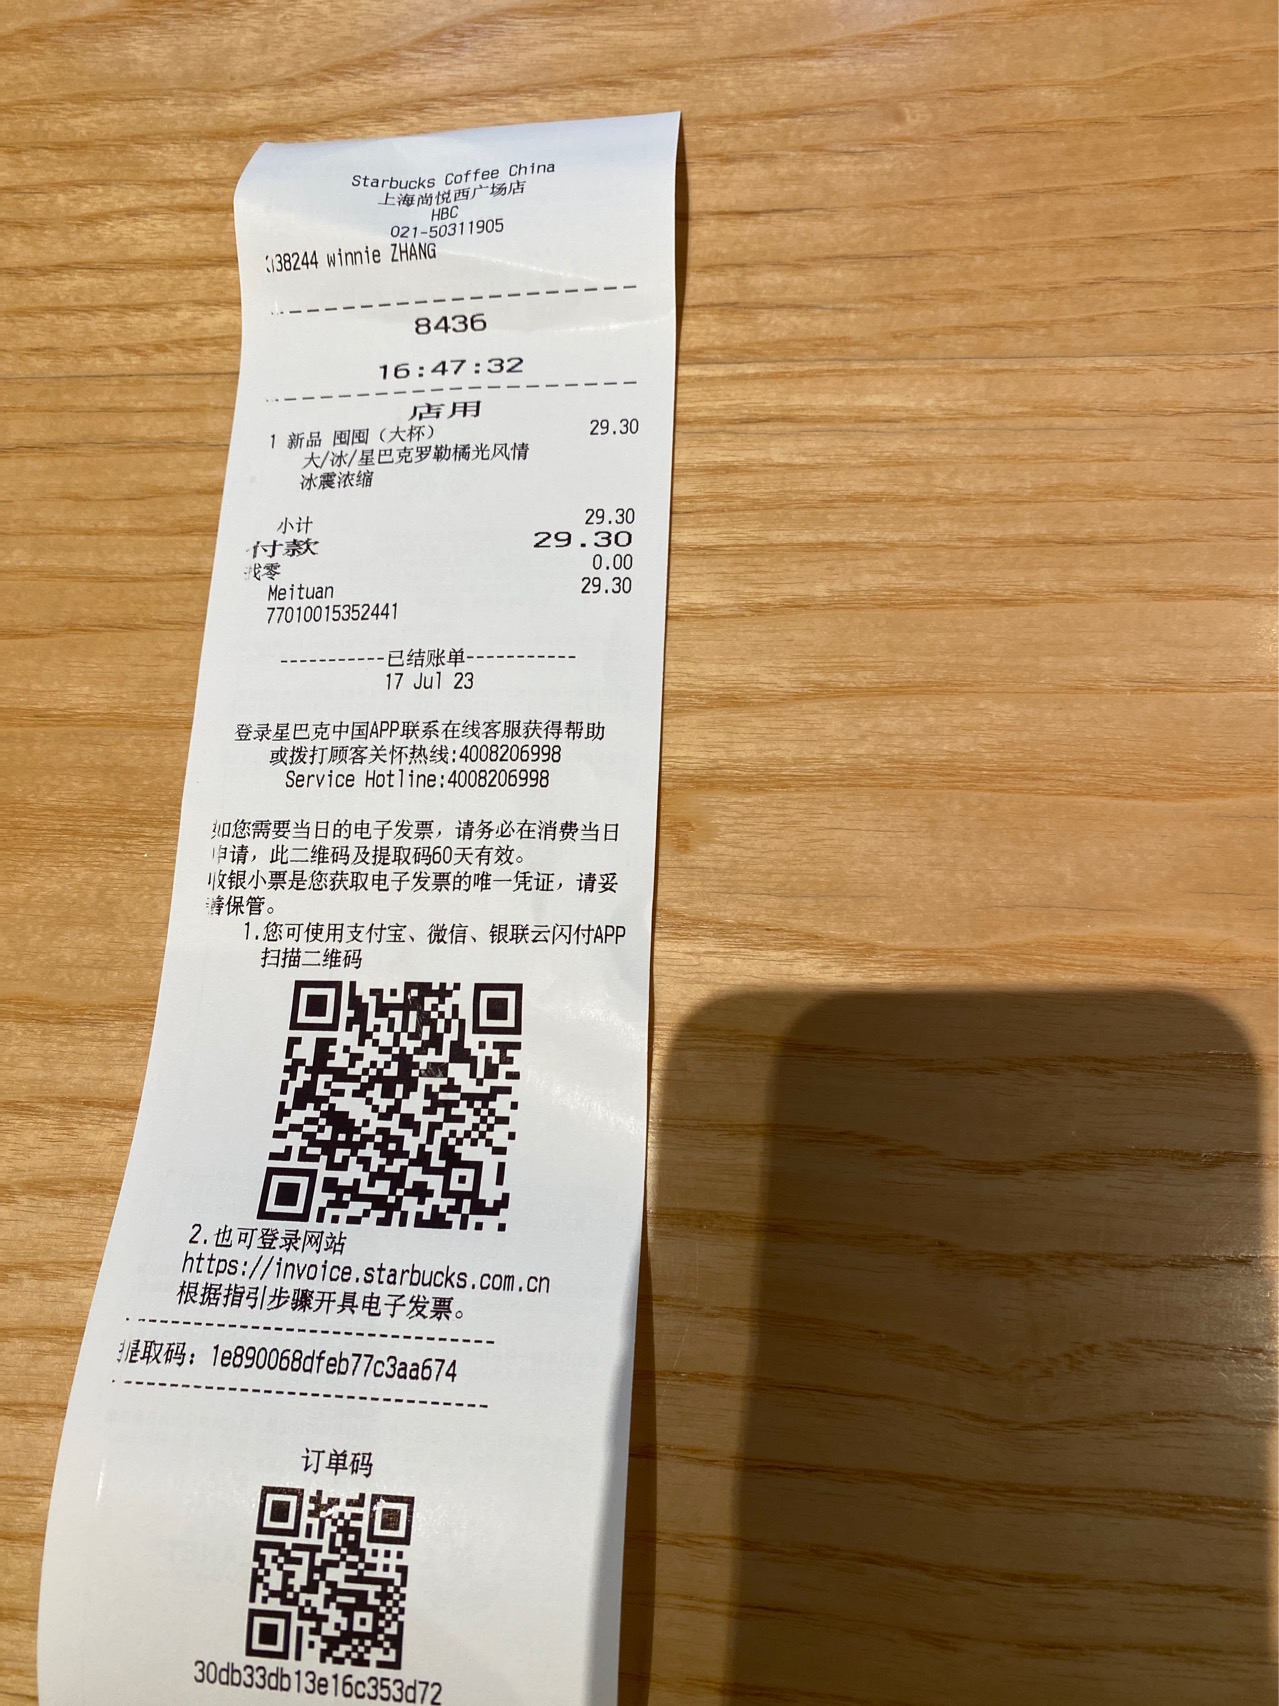 Starbucks Coffee China
上海尚悦西广场店
HBC
021-50311905
338244 winnie ZHANG
8436
16:47:32
店用
1 新品 囤囤（大杯） 29.30
大/冰/星巴克罗勒橘光风情
冰震浓缩
小计 29.30
付款 29.30
找零 0.00
Meituan 29.30
77010015352441
-----------已结账单-----------
17 Jul 23
登录星巴克中国APP联系在线客服获得帮助
或拨打顾客关怀热线:4008206998
Service Hotline:4008206998
如您需要当日的电子发票，请务必在消费当日
申请，此二维码及提取码60天有效。
收银小票是您获取电子发票的唯一凭证，请妥
善保管。
1.您可使用支付宝、微信、银联云闪付APP
扫描二维码
2.也可登录网站
https://invoice.starbucks.com.cn
根据指引步骤开具电子发票。
提取码：1e890068dfeb77c3aa674
订单码
30db33db13e16c353d72